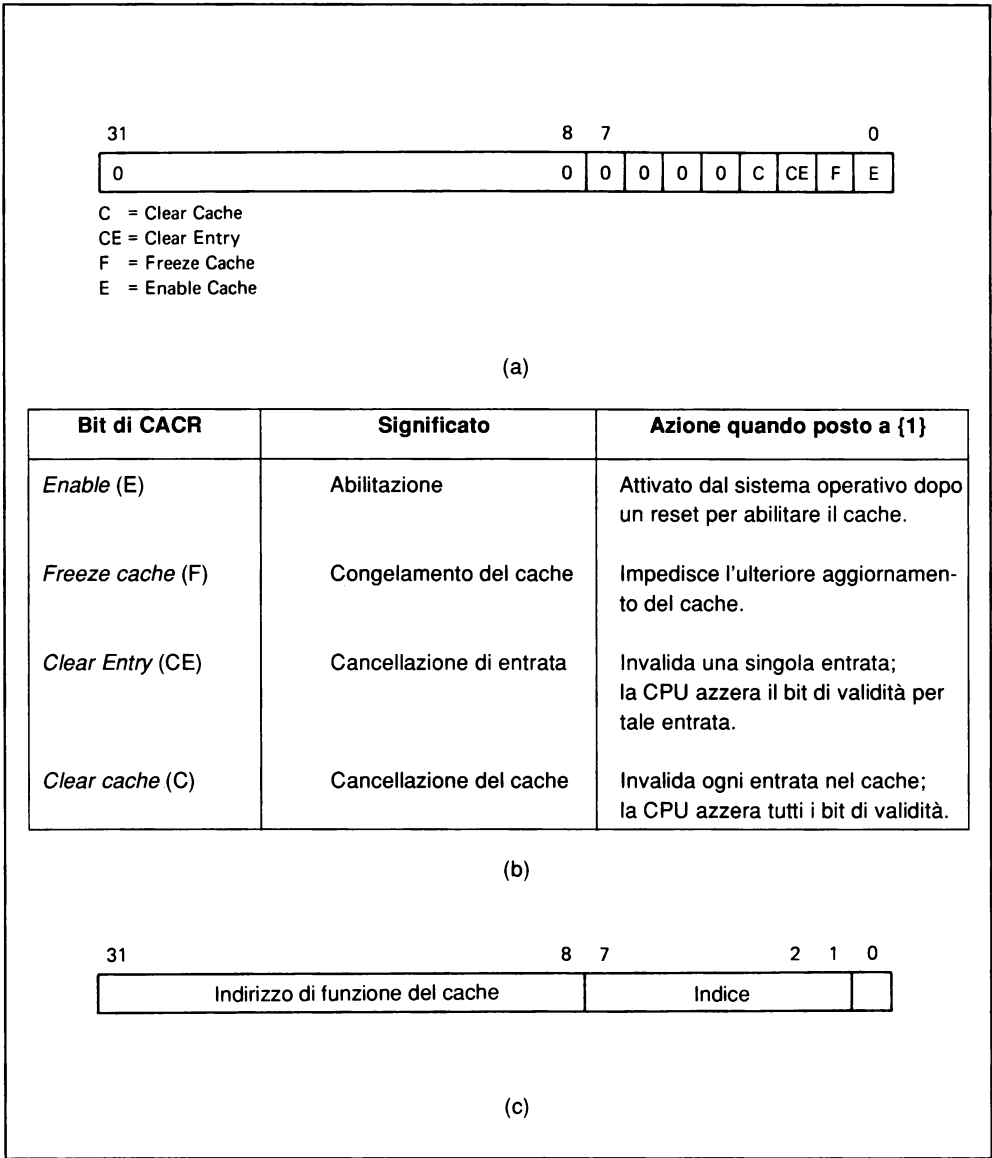 31 8 7 0
0 0 0 0 0 0 C CE F E
C = Clear Cache
CE = Clear Entry
F = Freeze Cache
E = Enable Cache
(a)
Bit di CACR Significato Azione quando posto a {1}
Enable (E) Abilitazione Attivato dal sistema operativo dopo
un reset per abilitare il cache.
Freeze cache (F) Congelamento del cache Impedisce l'ulteriore aggiornamen-
to del cache.
Clear Entry (CE) Cancellazione di entrata Invalida una singola entrata;
la CPU azzera il bit di validità per
tale entrata.
Clear cache (C) Cancellazione del cache Invalida ogni entrata nel cache;
la CPU azzera tutti i bit di validità.
(b)
31 8 7 2 1 0
Indirizzo di funzione del cache Indice
(c)